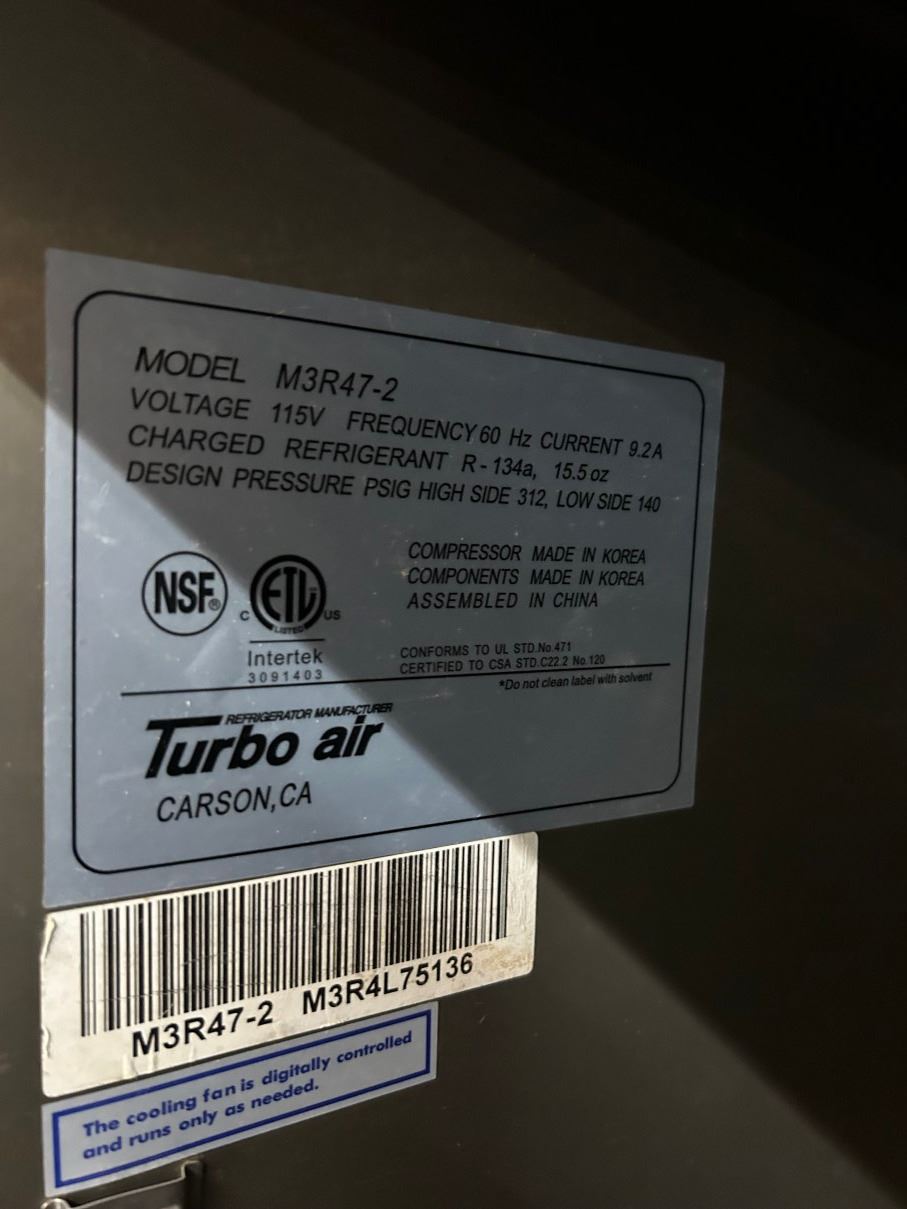 MODEL M3R47-2
VOLTAGE 115V FREQUENCY 60 Hz CURRENT 9.2 A
CHARGED REFRIGERANT R-134a, 15.5 oz
DESIGN PRESSURE PSIG HIGH SIDE 312, LOW SIDE 140
COMPRESSOR MADE IN KOREA
COMPONENTS MADE IN KOREA
ASSEMBLED IN CHINA
NSF®
C ETL US
LISTED
Intertek
3091403
CONFORMS TO UL STD.No.471
CERTIFIED TO CSA STD.C22.2 No.120
*Do not clean label with solvent
REFRIGERATOR MANUFACTURER
Turbo air
CARSON,CA
M3R47-2 M3R4L75136
The cooling fan is digitally controlled
and runs only as needed.